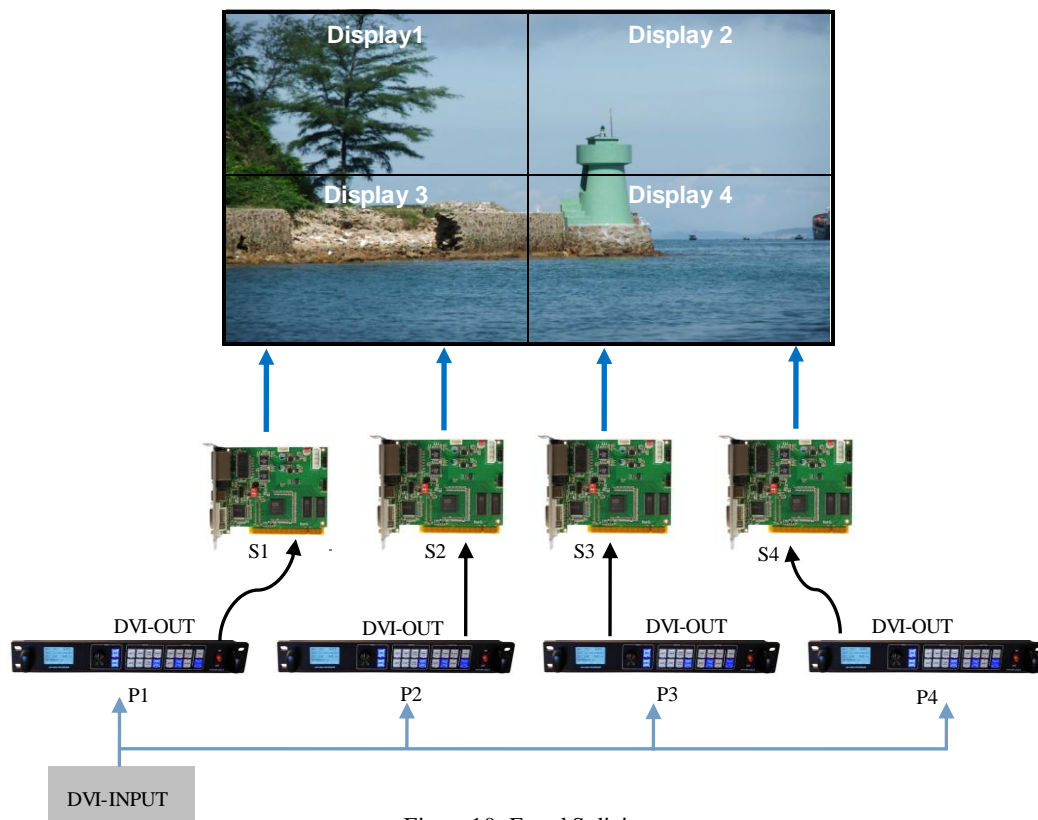 Display1
Display 2
Display 3
Display 4
S1
S2
S3
S4
DVI-OUT
DVI-OUT
DVI-OUT
DVI-OUT
P1
P2
P3
P4
DVI-INPUT